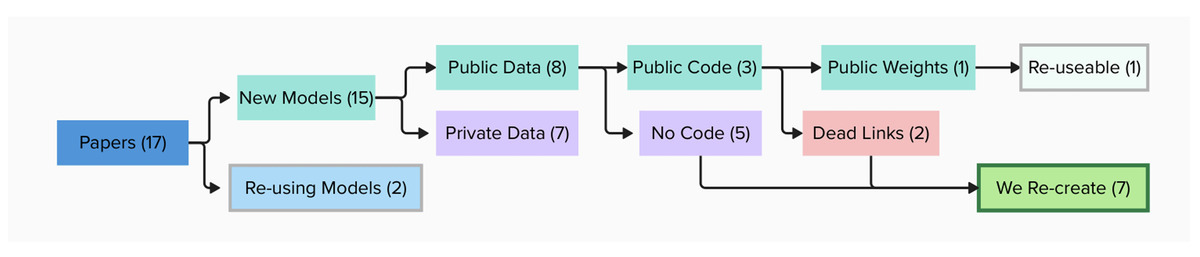 Papers (17)
New Models (15)
Re-using Models (2)
Public Data (8)
Private Data (7)
Public Code (3)
No Code (5)
Public Weights (1)
Dead Links (2)
Re-useable (1)
We Re-create (7)